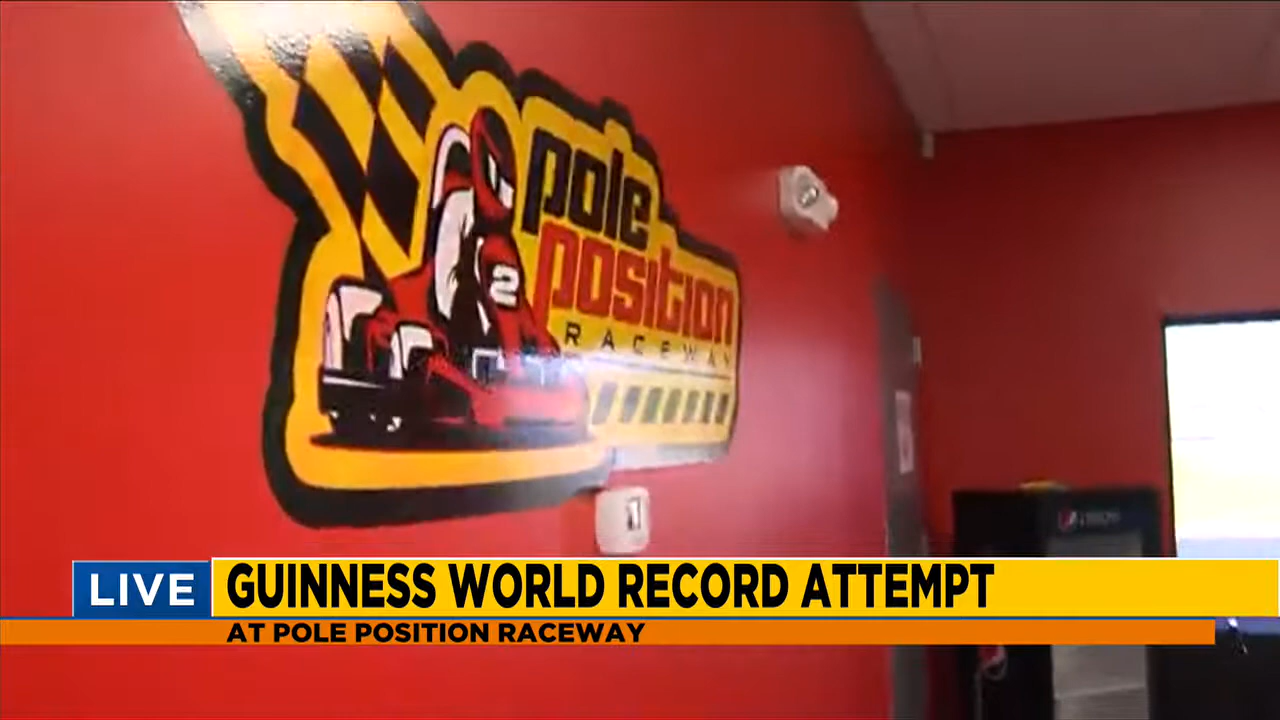 pole
position
RACEWAY
2
LIVE
GUINNESS WORLD RECORD ATTEMPT
AT POLE POSITION RACEWAY